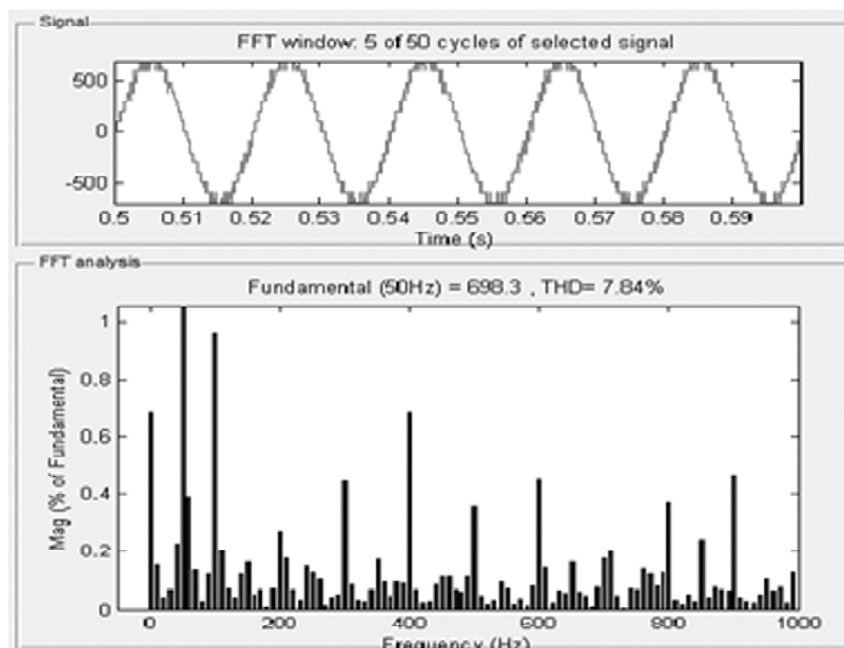 Signal
FFT window: 5 of 50 cycles of selected signal
500
0
-500
0.5 0.51 0.52 0.53 0.54 0.55 0.56 0.57 0.58 0.59
Time (s)
FFT analysis
Fundamental (50Hz) = 698.3 , THD= 7.84%
Mag (% of Fundamental)
1
0.8
0.6
0.4
0.2
0
0 200 400 600 800 1000
Frequency (Hz)